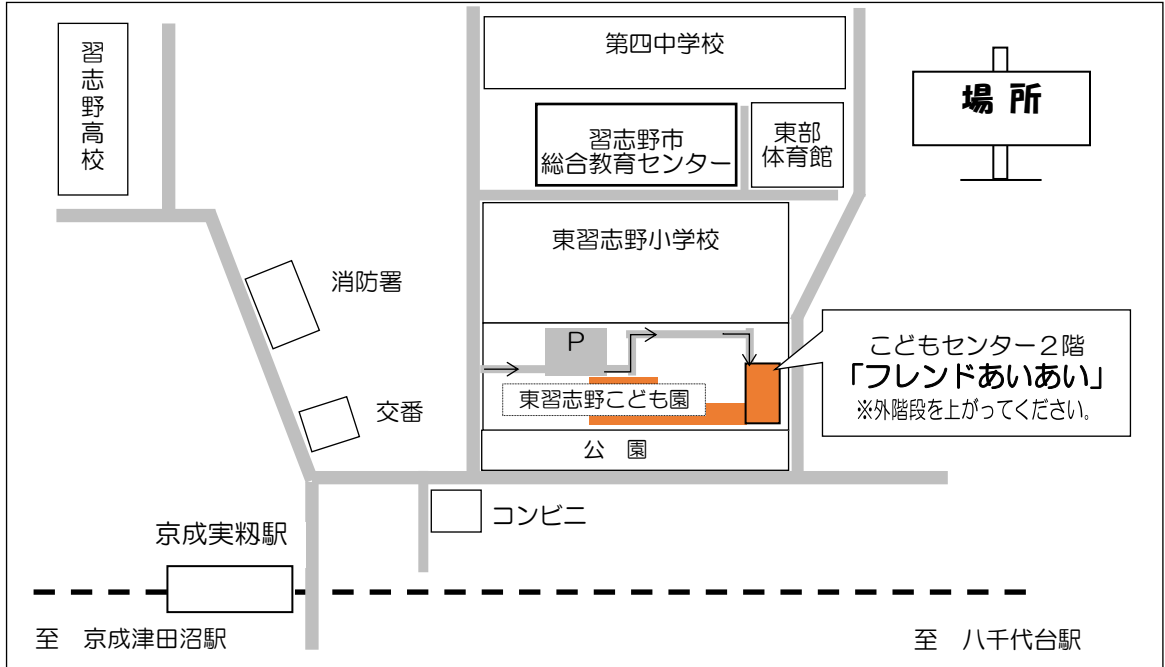 第四中学校
場 所
習志野高校
習志野市
総合教育センター
東部
体育館
東習志野小学校
消防署
P
こどもセンター２階
「フレンドあいあい」
※外階段を上がってください。
東習志野こども園
交番
公 園
コンビニ
京成実籾駅
至 京成津田沼駅
至 八千代台駅